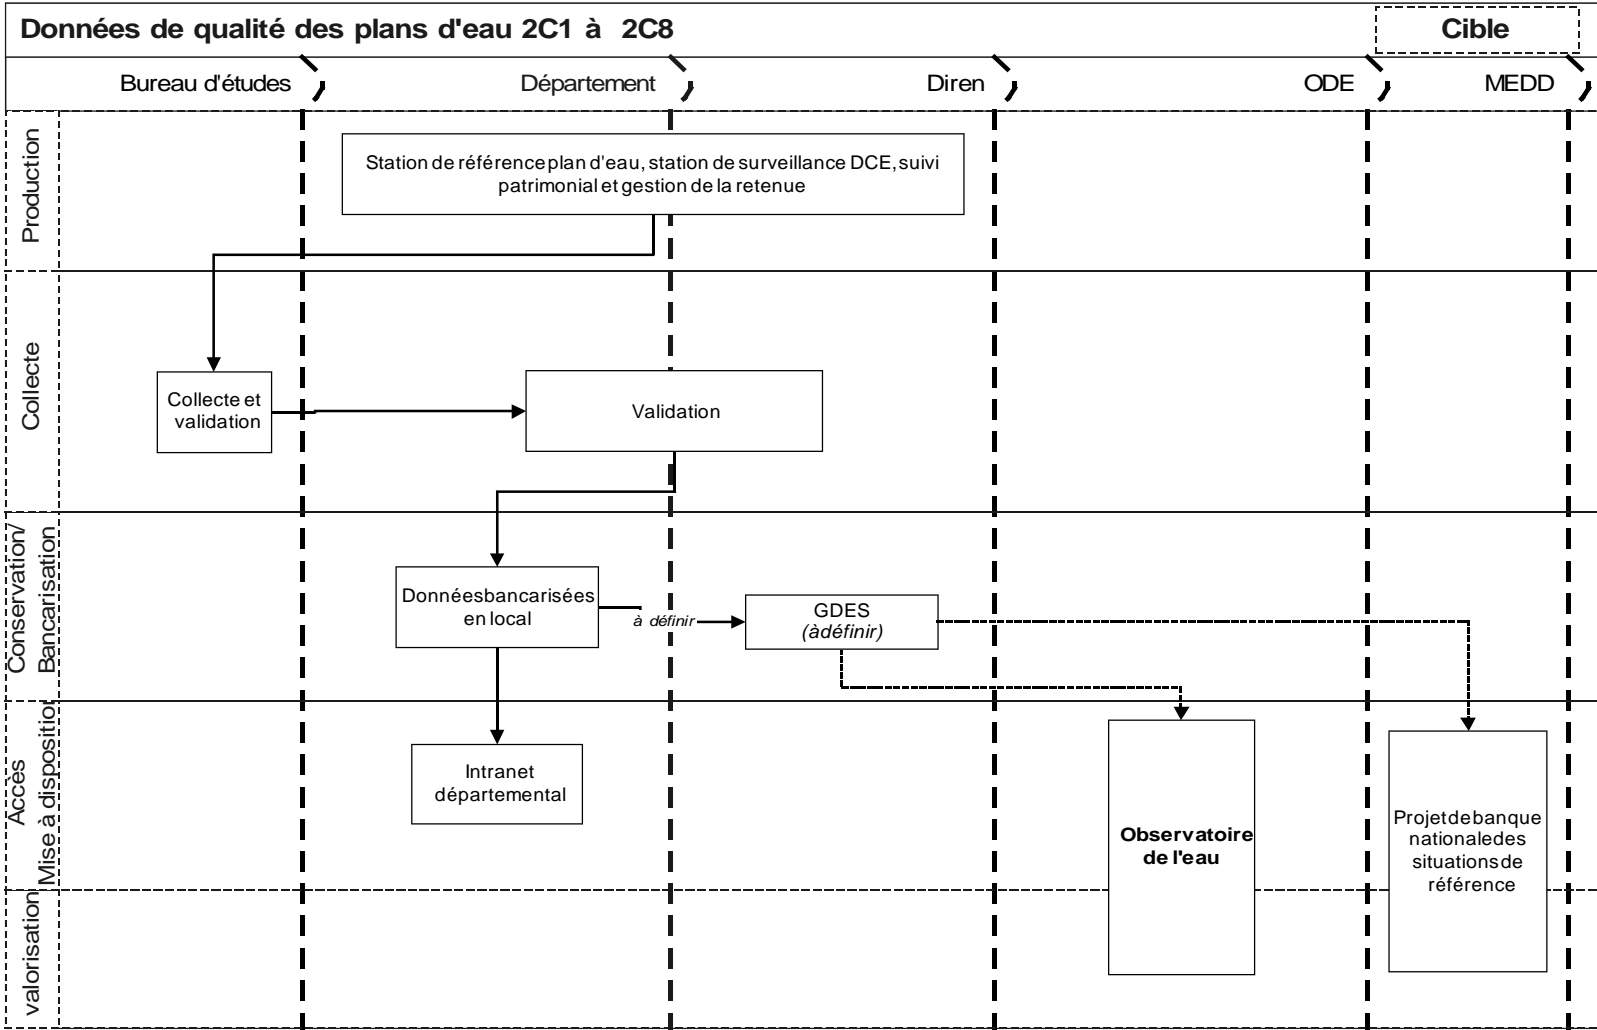 Données de qualité des plans d'eau 2C1 à 2C8
Cible
Bureau d'études
Département
Diren
ODE
MEDD
Production
Station de référence plan d'eau, station de surveillance DCE, suivi
patrimonial et gestion de la retenue
Collecte
Collecte et
validation
Validation
Conservation/
Bancarisation
Données bancarisées
en local
à définir
GDES
(à définir)
Accès
Mise à disposition
Intranet
départemental
Observatoire
de l'eau
Projet de banque
nationale des
situations de
référence
valorisation